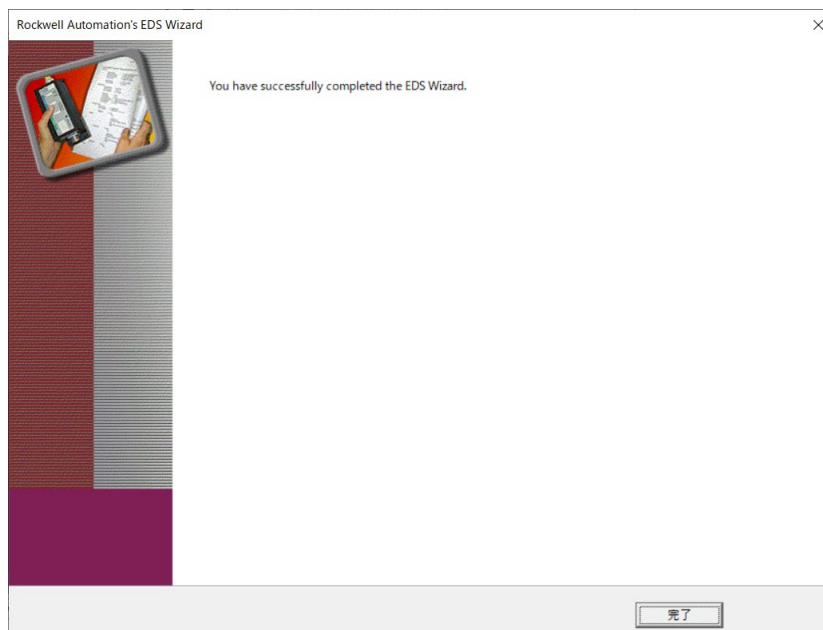 Rockwell Automation's EDS Wizard
You have successfully completed the EDS Wizard.
完了